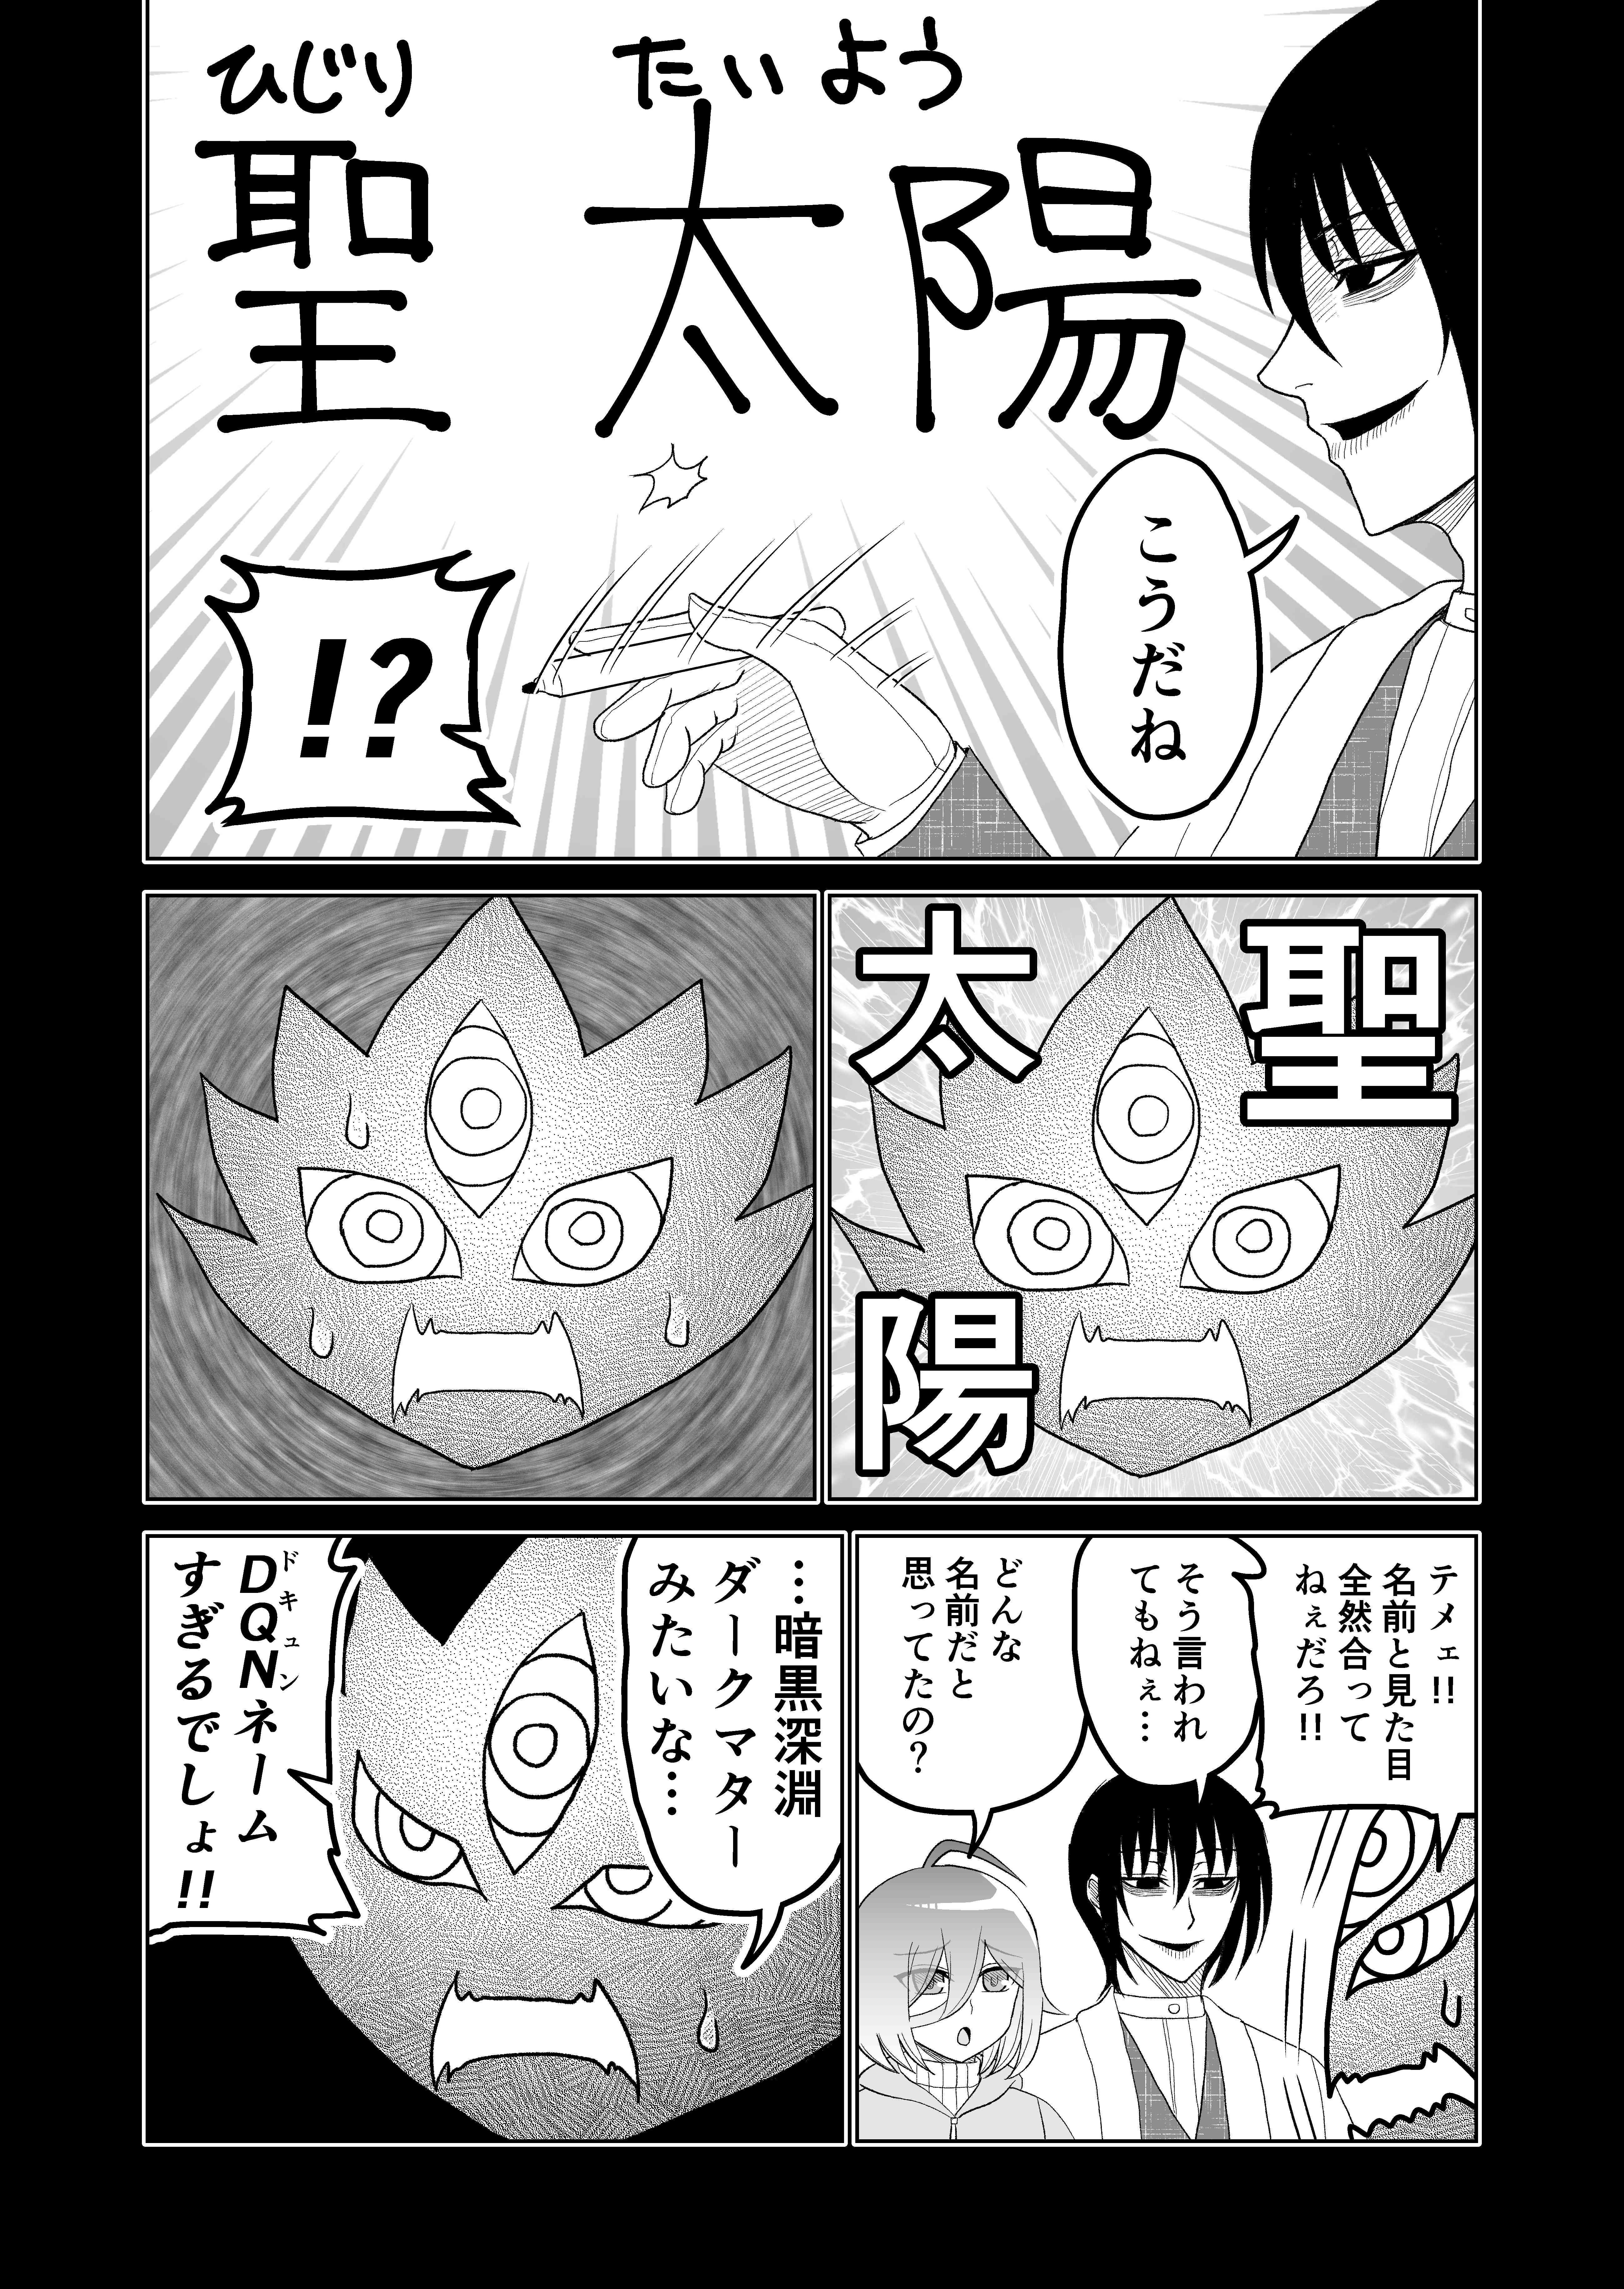 ひじり たいよう
聖 太陽
こうだね
!?
聖
太
陽
テメェ!!
名前と見た目
全然合って
ねぇだろ!!
そう言われ
てもねぇ…
どんな
名前だと
思ってたの?
…暗黒深淵
ダークマター
みたいな…
DQNネーム
ドキュン
すぎるでしょ!!